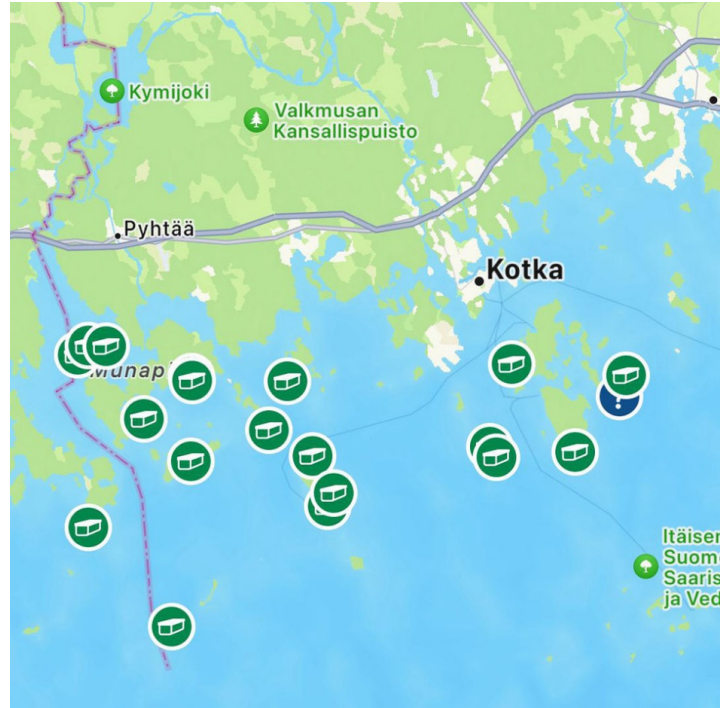 Kymijoki
Valkmusan
Kansallispuisto
Pyhtää
Kotka
Itäisen
Suom
Saaris
ja Ved